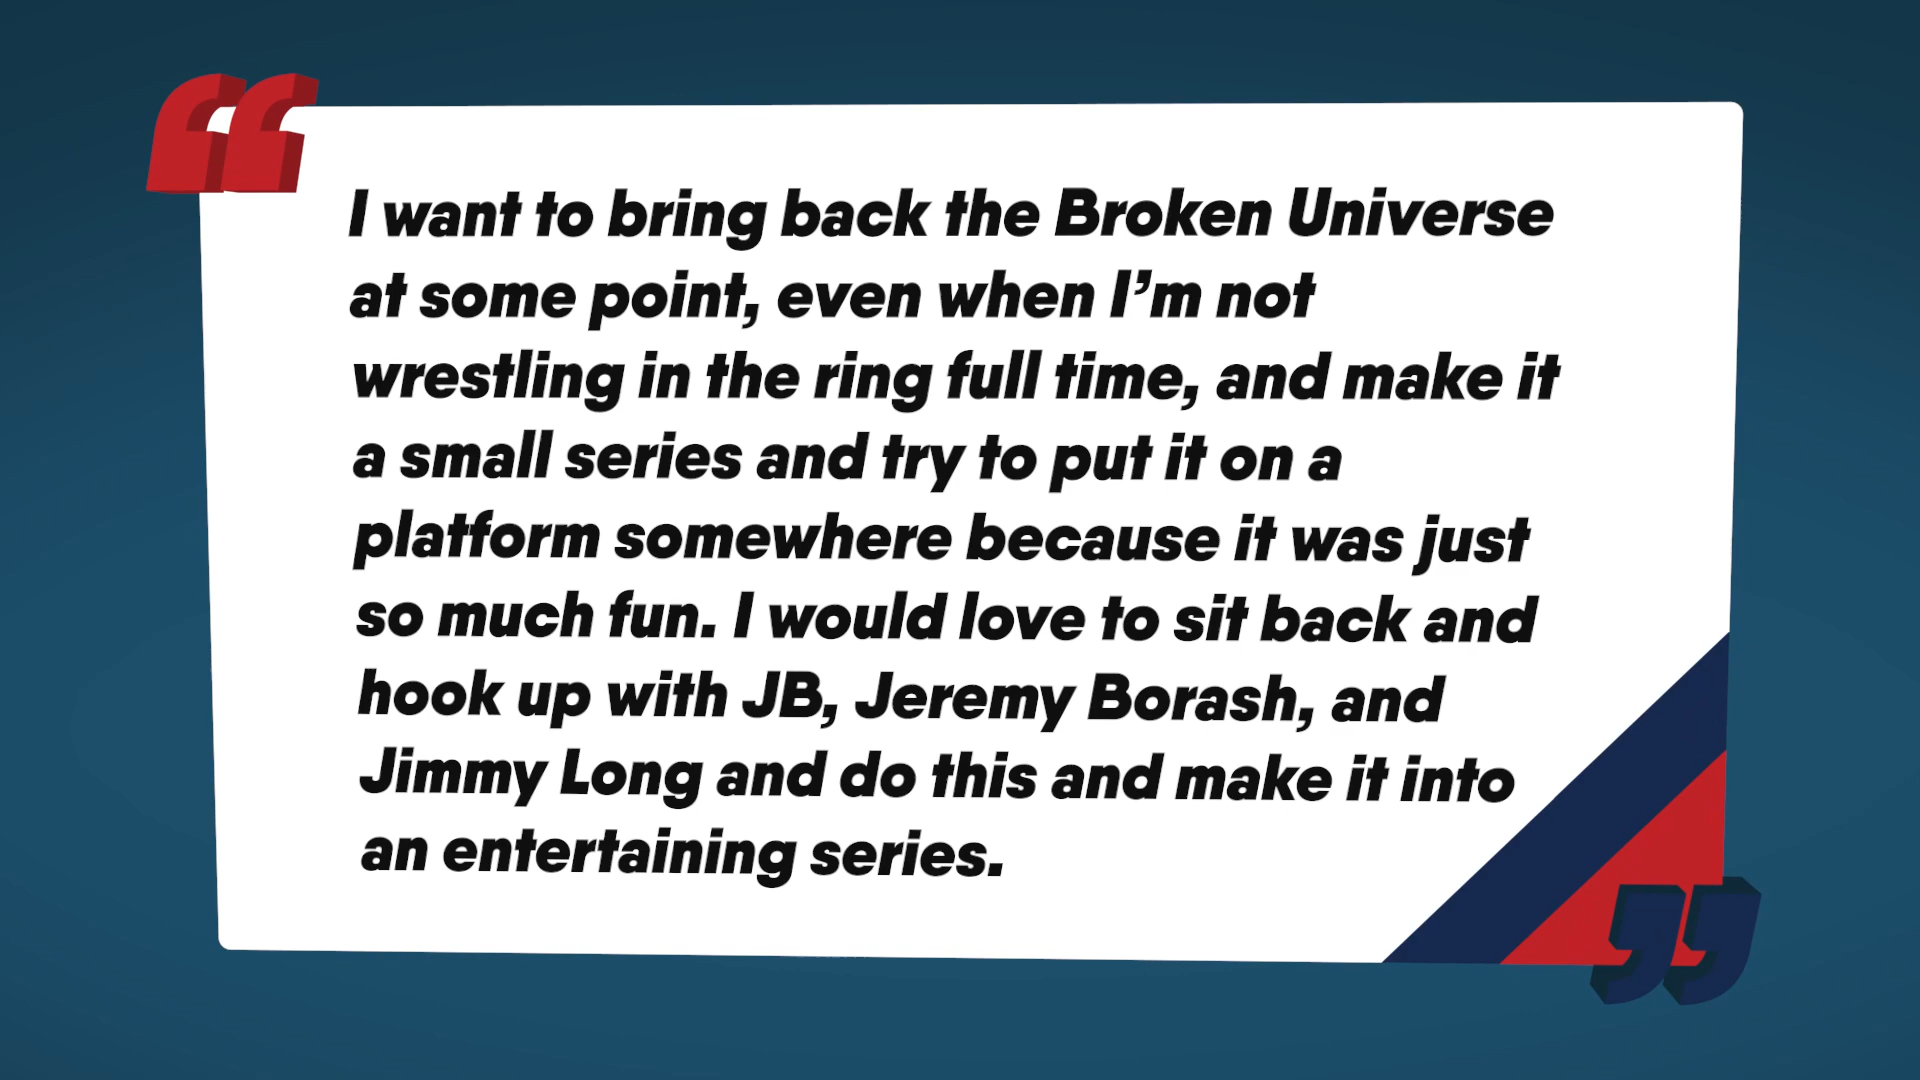 I want to bring back the Broken Universe
at some point, even when I’m not
wrestling in the ring full time, and make it
a small series and try to put it on a
platform somewhere because it was just
so much fun. I would love to sit back and
hook up with JB, Jeremy Borash, and
Jimmy Long and do this and make it into
an entertaining series.